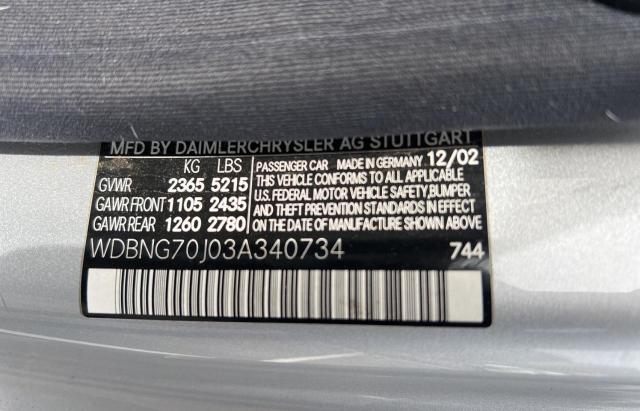 MFD BY DAIMLERCHRYSLER AG STUTTGART
KG LBS
GVWR 2365 5215
GAWR FRONT 1105 2435
GAWR REAR 1260 2780
PASSENGER CAR MADE IN GERMANY 12/02
THIS VEHICLE CONFORMS TO ALL APPLICABLE
U.S. FEDERAL MOTOR VEHICLE SAFETY, BUMPER
AND THEFT PREVENTION STANDARDS IN EFFECT
ON THE DATE OF MANUFACTURE SHOWN ABOVE.
WDBNG70J03A340734 744